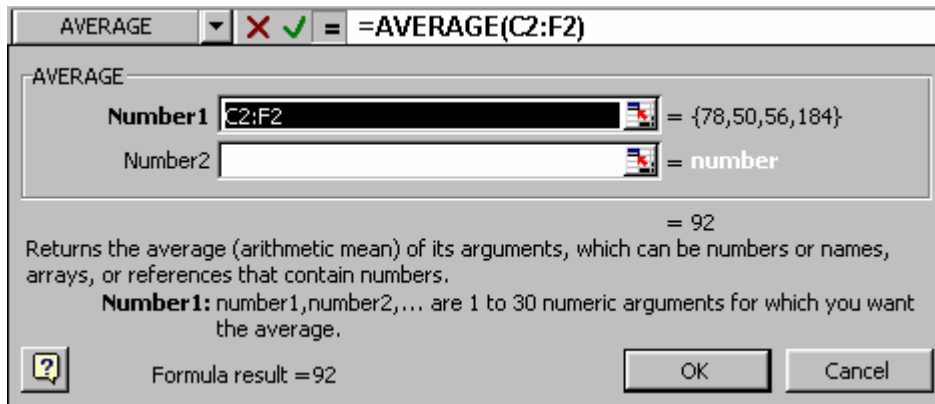 AVERAGE = =AVERAGE(C2:F2)
AVERAGE
Number1 C2:F2 = {78,50,56,184}
Number2 = number
= 92
Returns the average (arithmetic mean) of its arguments, which can be numbers or names,
arrays, or references that contain numbers.
Number1: number1,number2,... are 1 to 30 numeric arguments for which you want
the average.
? Formula result =92 OK Cancel